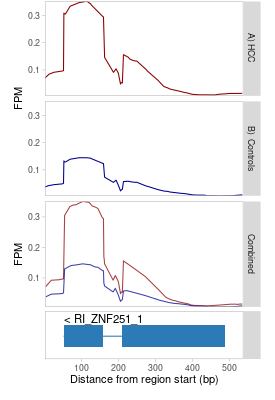 0.3
0.2
0.1
A) HCC
FPM
0.3
0.2
0.1
B) Controls
0.3
0.2
0.1
FPM
Combined
< RI_ZNF251_1
100 200 300 400 500
Distance from region start (bp)